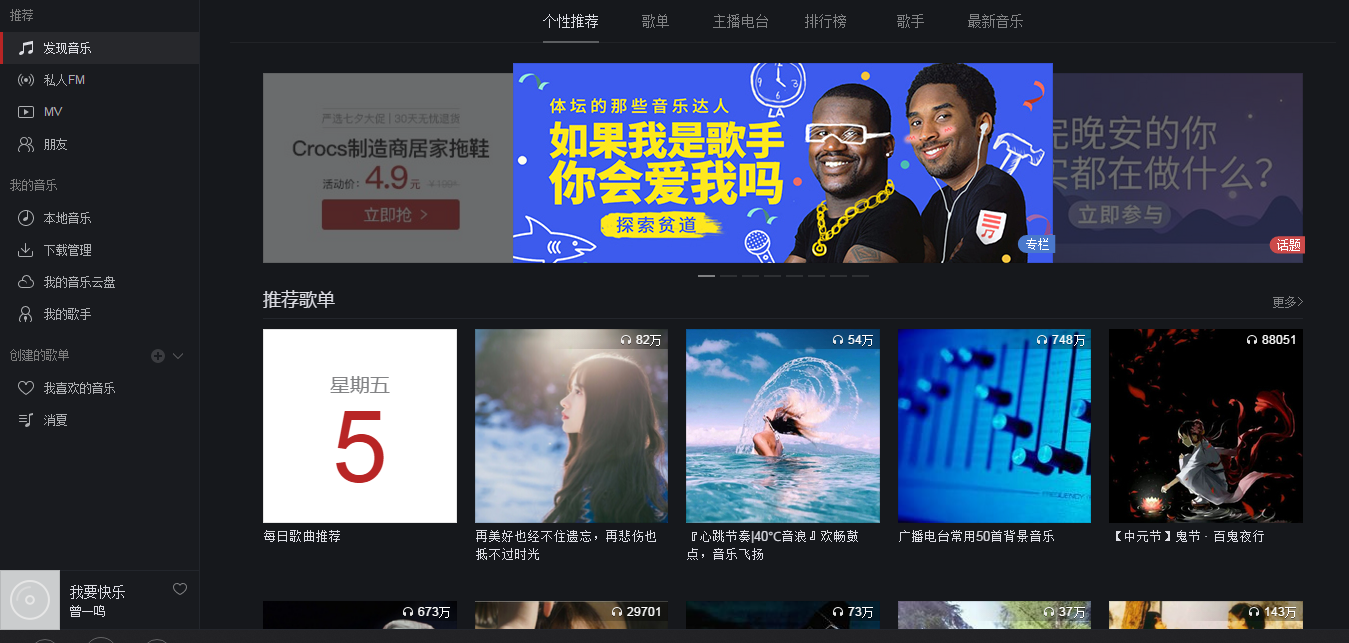 推荐
发现音乐
私人FM
MV
朋友
我的音乐
本地音乐
下载管理
我的音乐云盘
我的歌手
创建的歌单
我喜欢的音乐
消夏
我要快乐
曾一鸣
个性推荐 歌单 主播电台 排行榜 歌手 最新音乐
严选七夕大促 | 30天无忧退货
Crocs制造商居家拖鞋
活动价: 4.9元
立即抢 >
体坛的那些音乐达人
LA
如果我是歌手
你会爱我吗
探索贫道
专栏
完晚安的你
实都在做什么?
立即参与
话题
推荐歌单
更多>
星期五
5
每日歌曲推荐
82万
再美好也经不住遗忘，再悲伤也
抵不过时光
54万
『心跳节奏|40℃音浪』欢畅鼓
点，音乐飞扬
748万
广播电台常用50首背景音乐
88051
【中元节】鬼节 · 百鬼夜行
673万
29701
73万
37万
143万